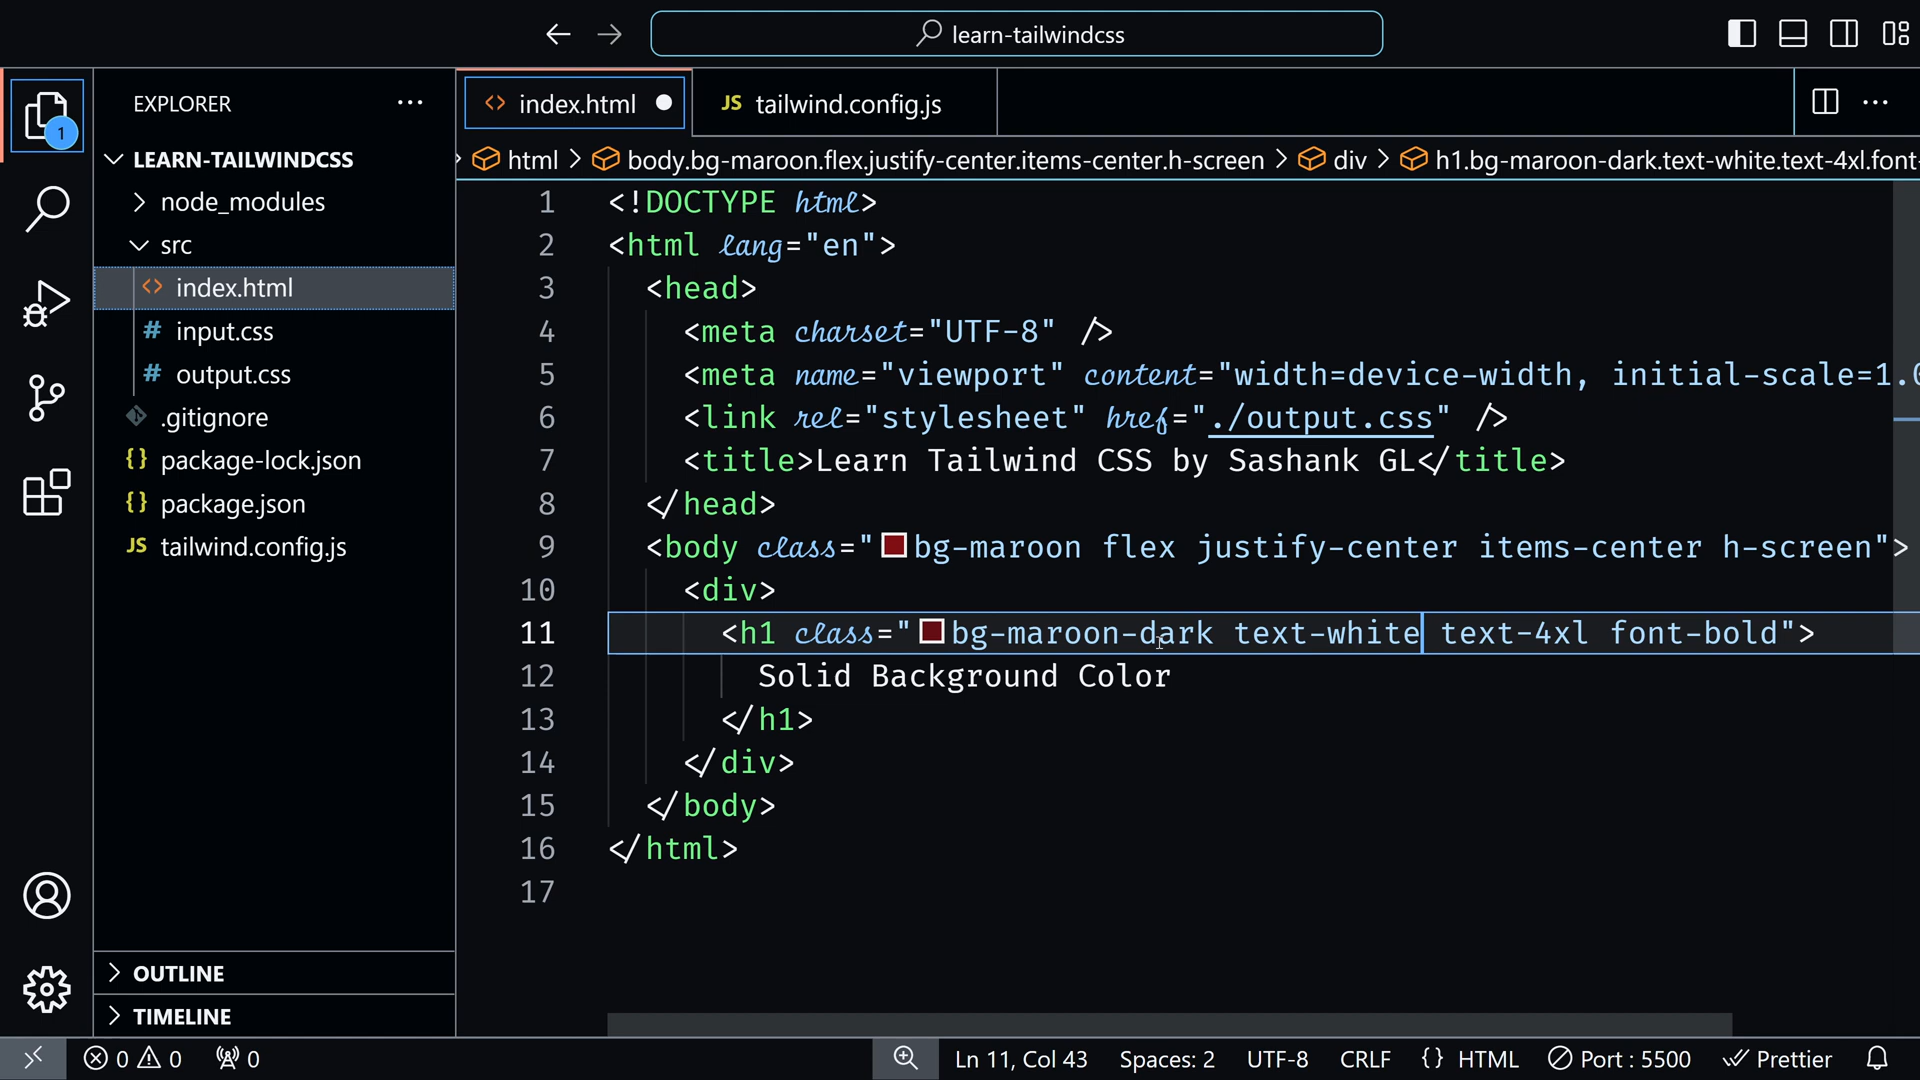 learn-tailwindcss
EXPLORER
index.html
JS tailwind.config.js
1
LEARN-TAILWINDCSS
html > body.bg-maroon.flex.justify-center.items-center.h-screen > div > h1.bg-maroon-dark.text-white.text-4xl.font-
node_modules
src
index.html
# input.css
# output.css
.gitignore
{} package-lock.json
{} package.json
JS tailwind.config.js
1 <!DOCTYPE html>
2 <html lang="en">
3 <head>
4 <meta charset="UTF-8" />
5 <meta name="viewport" content="width=device-width, initial-scale=1.0
6 <link rel="stylesheet" href="./output.css" />
7 <title>Learn Tailwind CSS by Sashank GL</title>
8 </head>
9 <body class="bg-maroon flex justify-center items-center h-screen">
10 <div>
11 <h1 class="bg-maroon-dark text-white text-4xl font-bold">
12 Solid Background Color
13 </h1>
14 </div>
15 </body>
16 </html>
17
OUTLINE
TIMELINE
0 0 0 Ln 11, Col 43 Spaces: 2 UTF-8 CRLF {} HTML Port : 5500 Prettier